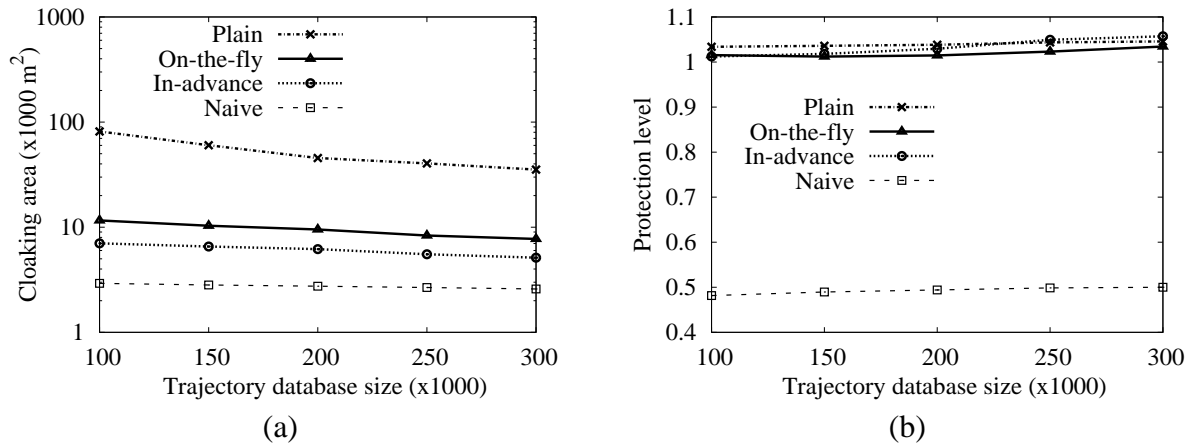 1000
100
10
1
Cloaking area (x1000 m²)
Plain
On-the-fly
In-advance
Naive
100 150 200 250 300
Trajectory database size (x1000)
(a)
1.1
1
0.9
0.8
0.7
0.6
0.5
0.4
Protection level
Plain
On-the-fly
In-advance
Naive
100 150 200 250 300
Trajectory database size (x1000)
(b)